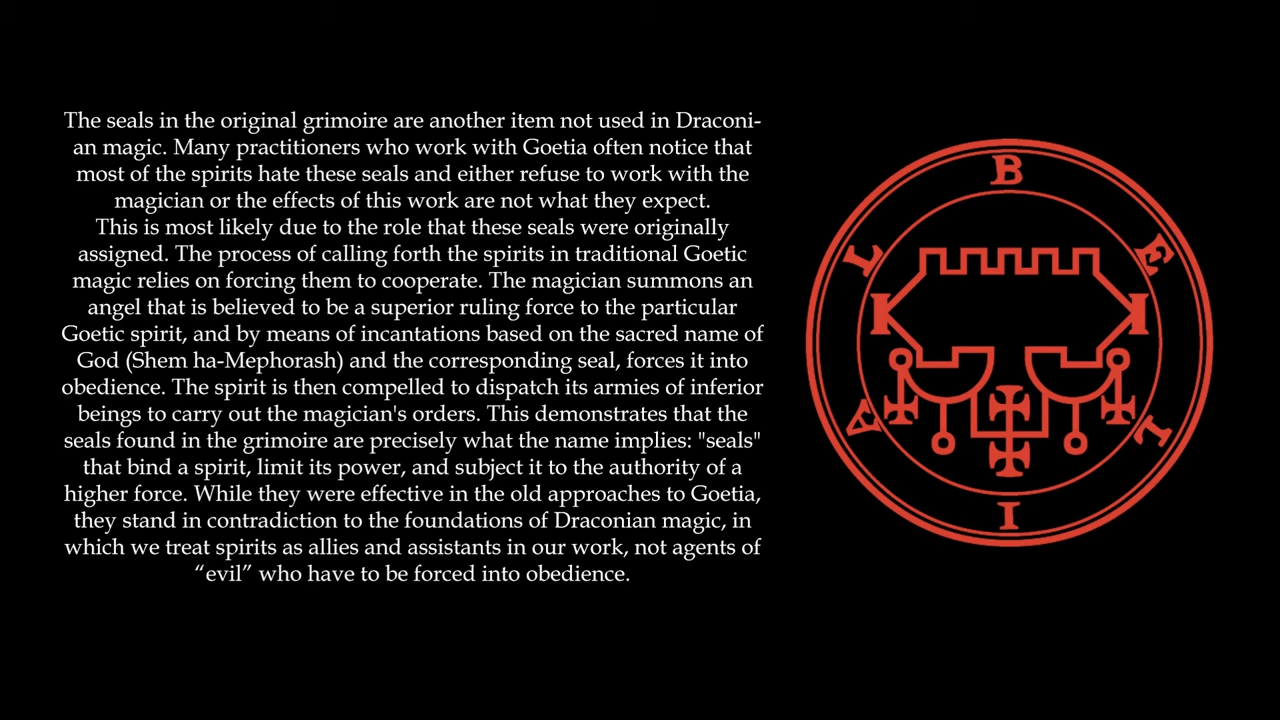 The seals in the original grimoire are another item not used in Draconi-
an magic. Many practitioners who work with Goetia often notice that
most of the spirits hate these seals and either refuse to work with the
magician or the effects of this work are not what they expect.
This is most likely due to the role that these seals were originally
assigned. The process of calling forth the spirits in traditional Goetic
magic relies on forcing them to cooperate. The magician summons an
angel that is believed to be a superior ruling force to the particular
Goetic spirit, and by means of incantations based on the sacred name of
God (Shem ha-Mephorash) and the corresponding seal, forces it into
obedience. The spirit is then compelled to dispatch its armies of inferior
beings to carry out the magician's orders. This demonstrates that the
seals found in the grimoire are precisely what the name implies: "seals"
that bind a spirit, limit its power, and subject it to the authority of a
higher force. While they were effective in the old approaches to Goetia,
they stand in contradiction to the foundations of Draconian magic, in
which we treat spirits as allies and assistants in our work, not agents of
“evil” who have to be forced into obedience.
BELIAL